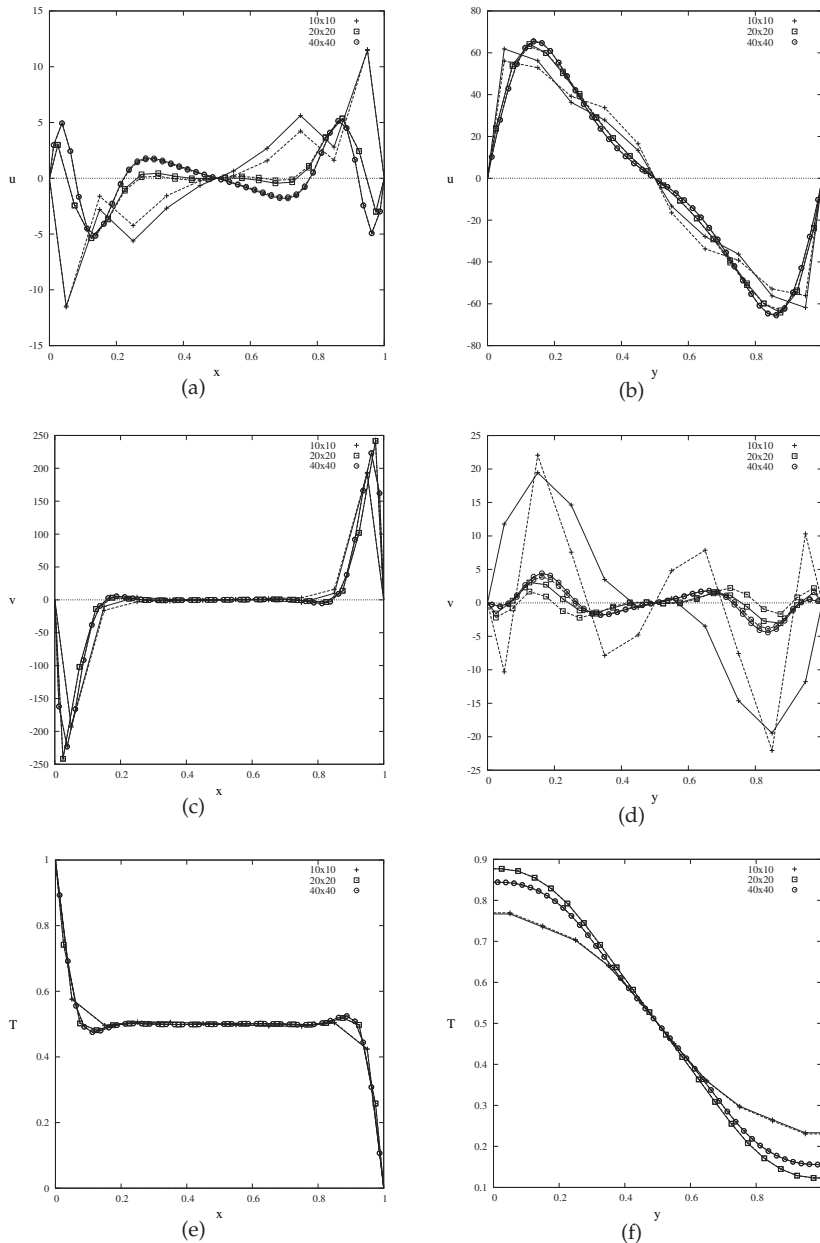 15
10
5
0
-5
-10
-15
u
0 0.2 0.4 0.6 0.8 1
x
10x10
20x20
40x40
(a)
80
60
40
20
0
-20
-40
-60
-80
u
0 0.2 0.4 0.6 0.8
y
10x10
20x20
40x40
(b)
250
200
150
100
50
0
-50
-100
-150
-200
-250
v
0 0.2 0.4 0.6 0.8 1
x
10x10
20x20
40x40
(c)
25
20
15
10
5
0
-5
-10
-15
-20
-25
v
0 0.2 0.4 0.6 0.8
y
10x10
20x20
40x40
(d)
1
0.8
0.6
0.4
0.2
0
T
0 0.2 0.4 0.6 0.8 1
x
10x10
20x20
40x40
(e)
0.9
0.8
0.7
0.6
0.5
0.4
0.3
0.2
0.1
T
0 0.2 0.4 0.6 0.8
y
10x10
20x20
40x40
(f)